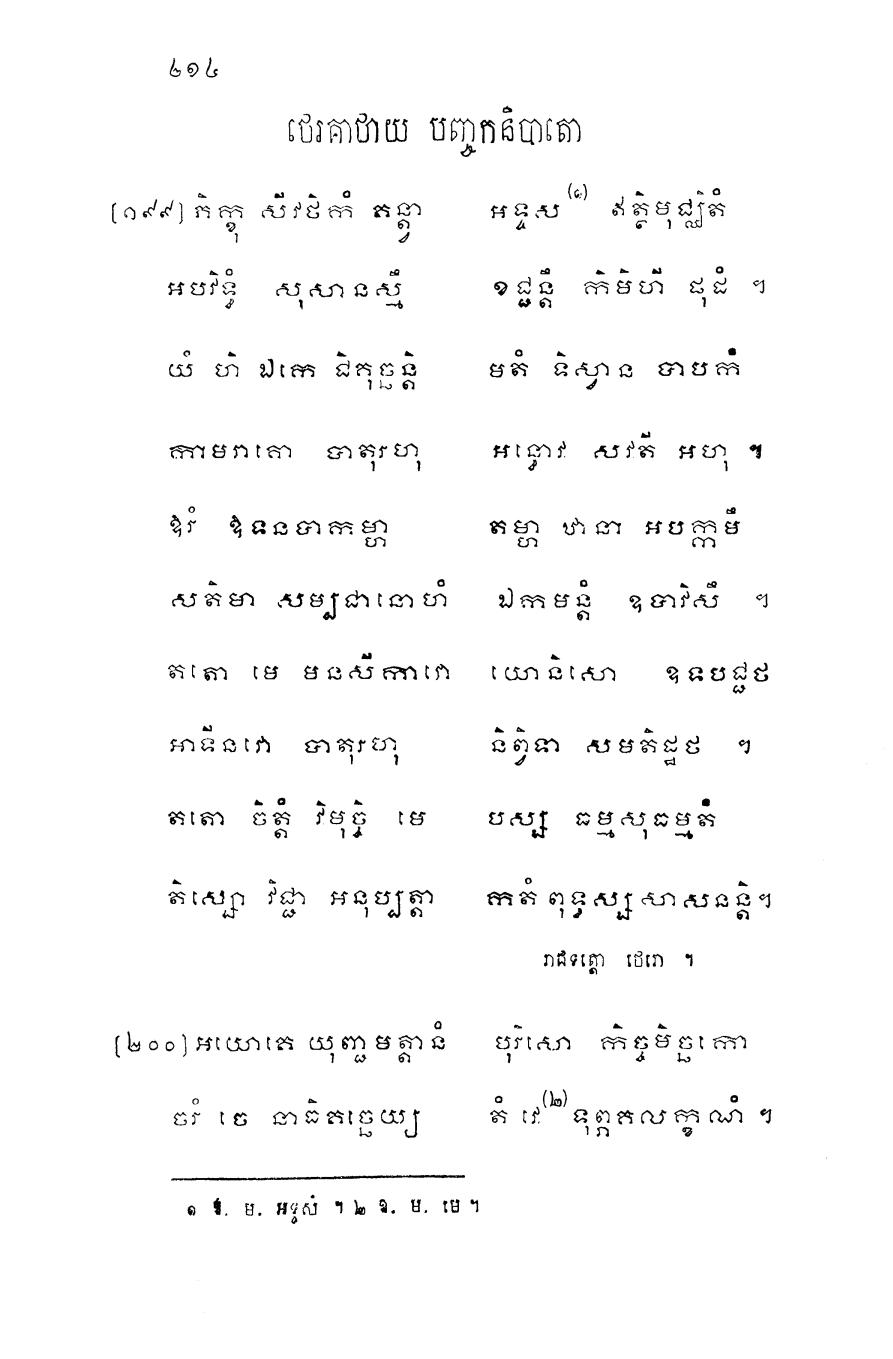 ២១៤
ថេរគាថាយ បញ្ចកនិបាតោ
[១៩៩] ភិក្ខុ សីវថិកំ គន្ត្វា អទ្ទស (១) ឥត្ថិមុជ្ឈិតំ
អបវិទ្ធំ សុសានស្មឹ ខជ្ជន្តឹ កិមិហី ផុដំ ។
យំ ហិ ឯកេ ជិគុច្ឆន្តិ មតំ ទិស្វាន បាបកំ
កាមរាគោ បាតុរហុ អន្ធោវ សវតី អហុ ។
ឱរំ ឱទនបាកម្ហា តម្ហា ឋានា អបក្កមឹ
សតិមា សម្បជានោហំ ឯកមន្តំ ឧបាវិសឹ ។
តតោ មេ មនសីការោ យោនិសោ ឧទបជ្ជថ
អាទីនវោ បាតុរហុ និព្វិទា សមតិដ្ឋថ ។
តតោ ចិត្តំ វិមុច្ចិ មេ បស្ស ធម្មសុធម្មតំ
តិស្សោ វិជ្ជា អនុប្បត្តា កតំ ពុទ្ធស្ស សាសនន្តិ។
រាជទត្តោ ថេរោ ។
[២០០] អយោគេ យុញ្ជមត្តានំ បុរិសោ កិច្ចមិច្ឆកោ
ចរំ ចេ នាធិគច្ឆេយ្យ តំ វេ (២) ទុព្ភគលក្ខណំ ។
១ ឱ. ម. អទ្ទសំ ។ ២ ឱ. ម. មេ ។